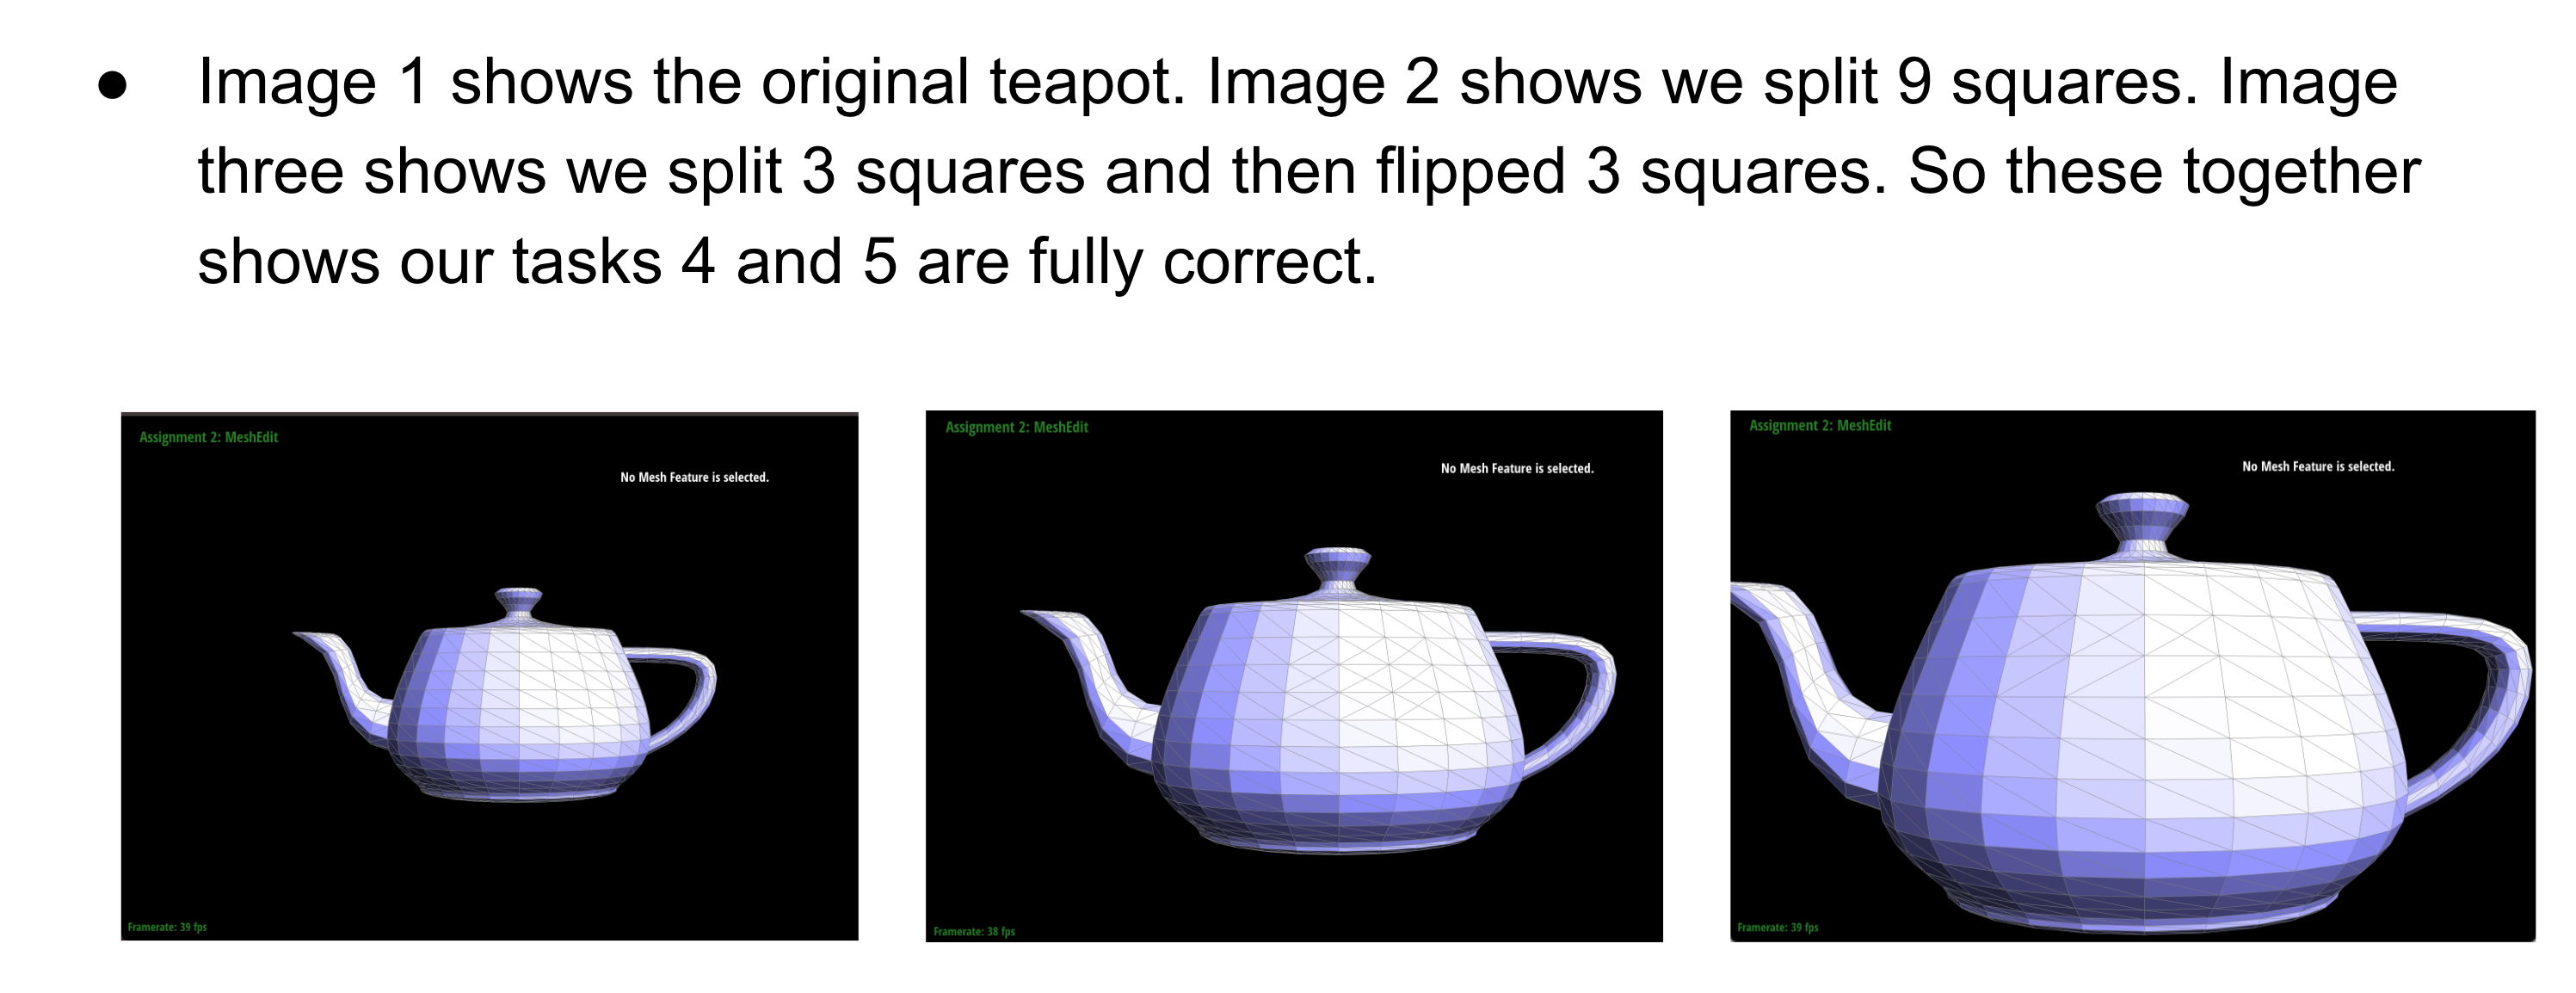 ● Image 1 shows the original teapot. Image 2 shows we split 9 squares. Image
three shows we split 3 squares and then flipped 3 squares. So these together
shows our tasks 4 and 5 are fully correct.
Assignment 2: MeshEdit
No Mesh Feature is selected.
Framerate: 39 fps
Assignment 2: MeshEdit
No Mesh Feature is selected.
Framerate: 38 fps
Assignment 2: MeshEdit
No Mesh Feature is selected.
Framerate: 39 fps